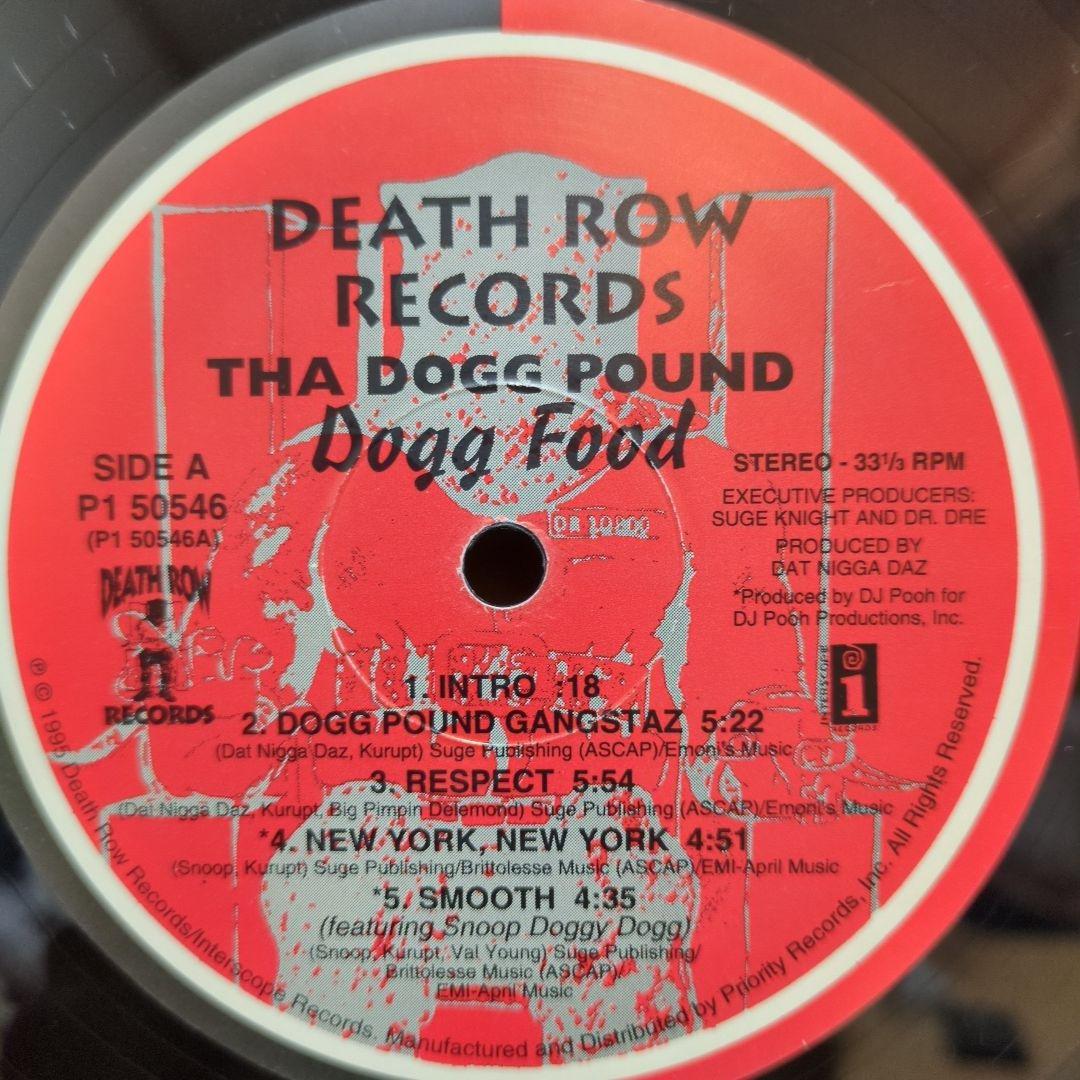 DEATH ROW
RECORDS
THA DOGG POUND
Dogg Food
SIDE A
P1 50546
(P1 50546A)
DEATH ROW
RECORDS
STEREO - 33⅓ RPM
EXECUTIVE PRODUCERS:
SUGE KNIGHT AND DR. DRE
PRODUCED BY
DAT NIGGA DAZ
*Produced by DJ Pooh for
DJ Pooh Productions, Inc.
INTERSCOPE
RECORDS
1. INTRO :18
2. DOGG POUND GANGSTAZ 5:22
(Dat Nigga Daz, Kurupt) Suge Publishing (ASCAP)/Emoni's Music
3. RESPECT 5:54
(Dat Nigga Daz, Kurupt, Big Pimpin Delemond) Suge Publishing (ASCAP)/Emoni's Music
*4. NEW YORK, NEW YORK 4:51
(Snoop, Kurupt) Suge Publishing/Brittolesse Music (ASCAP)/EMI-April Music
*5. SMOOTH 4:35
(featuring Snoop Doggy Dogg)
(Snoop, Kurupt, Val Young) Suge Publishing/
Brittolesse Music (ASCAP)/
EMI-April Music
℗ © 1995 Death Row Records/Interscope Records. Manufactured and Distributed by Priority Records, Inc. All Rights Reserved.